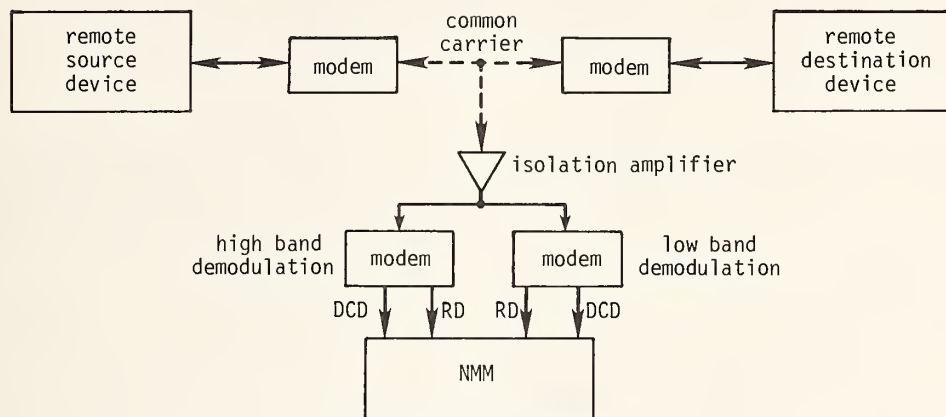 common
carrier
remote
source
device
modem
modem
remote
destination
device
isolation amplifier
high band
demodulation
modem
modem
low band
demodulation
DCD
RD
RD
DCD
NMM